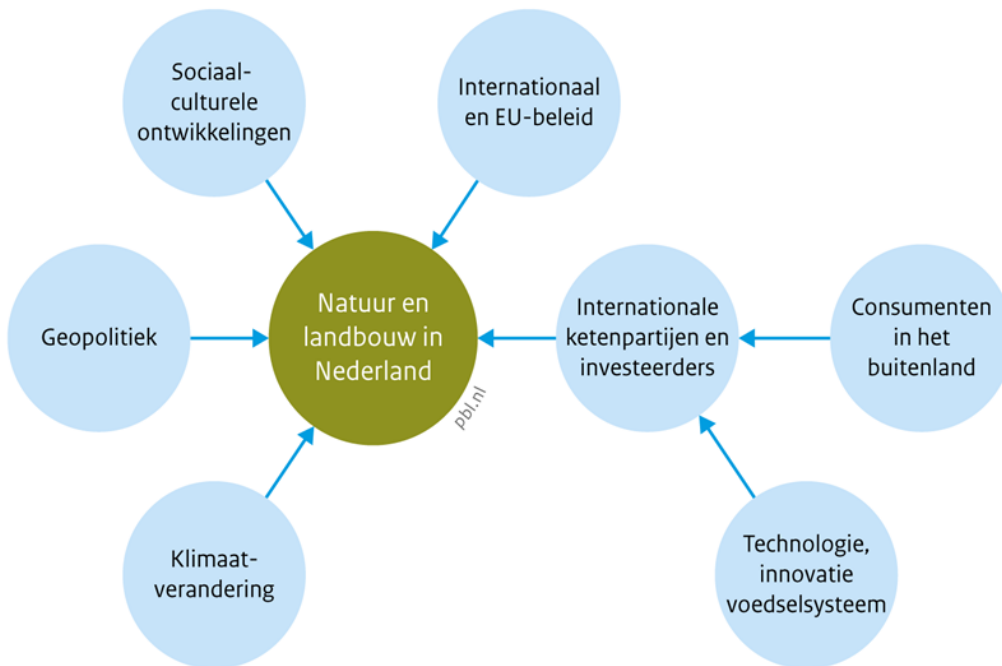 Sociaal-
culturele
ontwikkelingen
Internationaal
en EU-beleid
Geopolitiek
Natuur en
landbouw in
Nederland
pbl.nl
Internationale
ketenpartijen en
investeerders
Consumenten
in het
buitenland
Klimaat-
verandering
Technologie,
innovatie
voedselsysteem